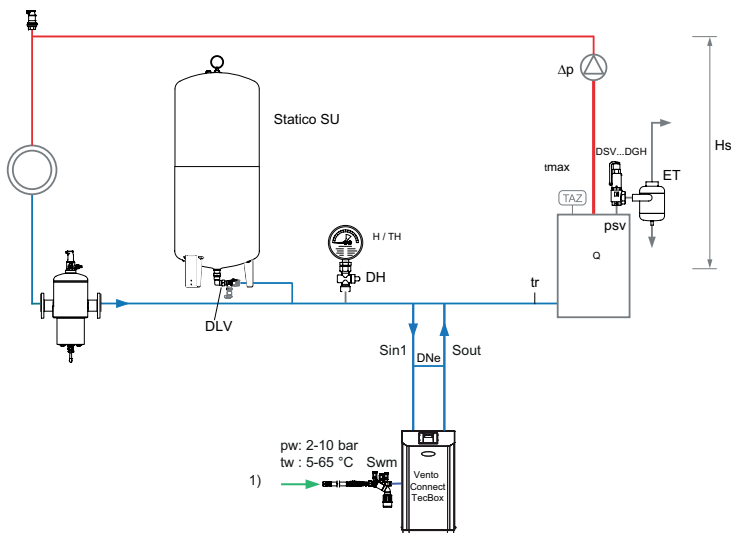 Δp
Statico SU
Hs
DSV...DGH
tmax
ET
TAZ
psv
H / TH
Q
DH
tr
DLV
Sin1
DNe
Sout
pw: 2-10 bar
tw : 5-65 °C
Swm
1)
Vento
Connect
TecBox